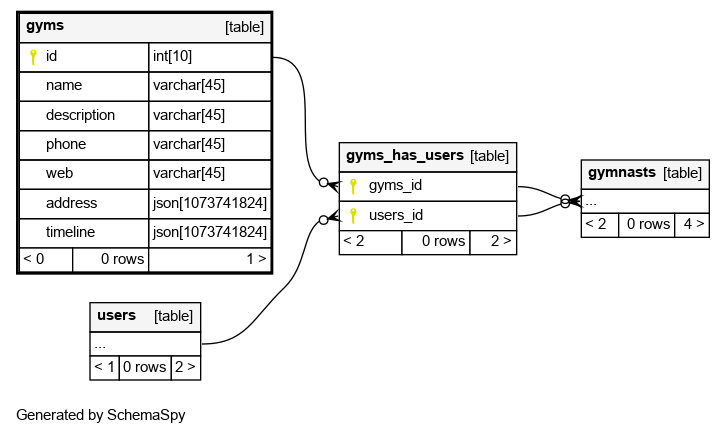 gyms [table]
id int[10]
name varchar[45]
description varchar[45]
phone varchar[45]
web varchar[45]
address json[1073741824]
timeline json[1073741824]
< 0 0 rows 1 >
gyms_has_users [table]
gyms_id
users_id
< 2 0 rows 2 >
gymnasts [table]
...
< 2 0 rows 4 >
users [table]
...
< 1 0 rows 2 >
Generated by SchemaSpy